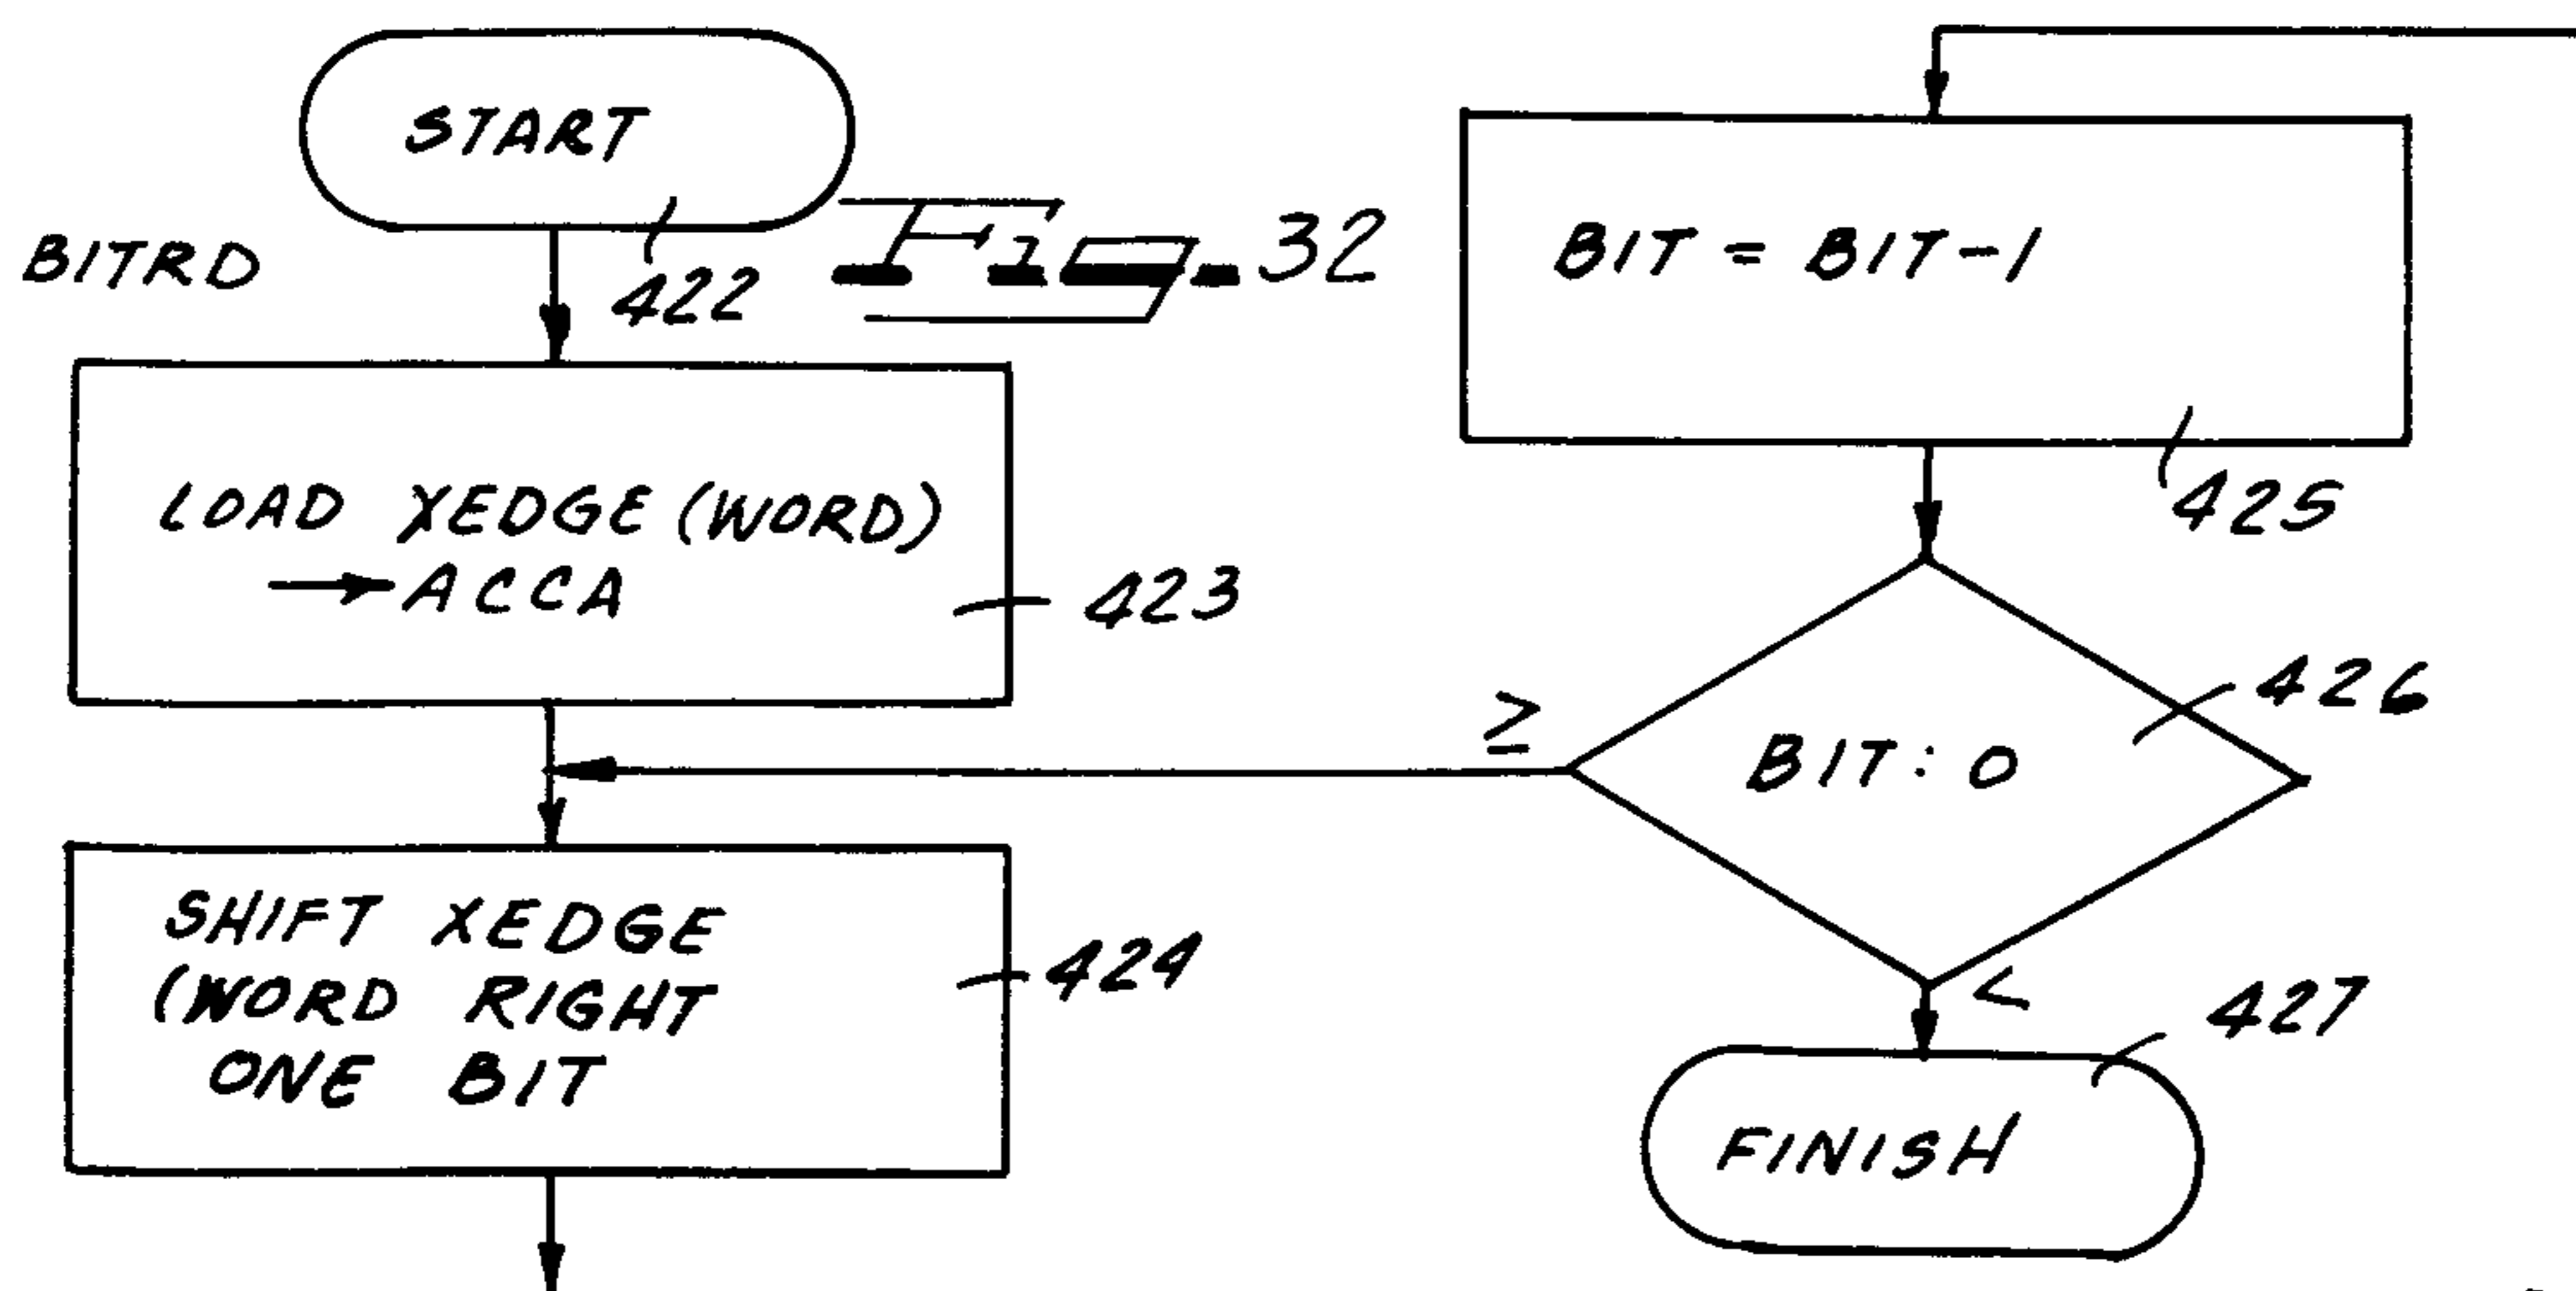 START
BITRD
422
Fig. 32
LOAD XEDGE (WORD)
→ ACCA
423
SHIFT XEDGE
(WORD RIGHT
ONE BIT
424
BIT = BIT-1
425
BIT : 0
426
≥
<
FINISH
427